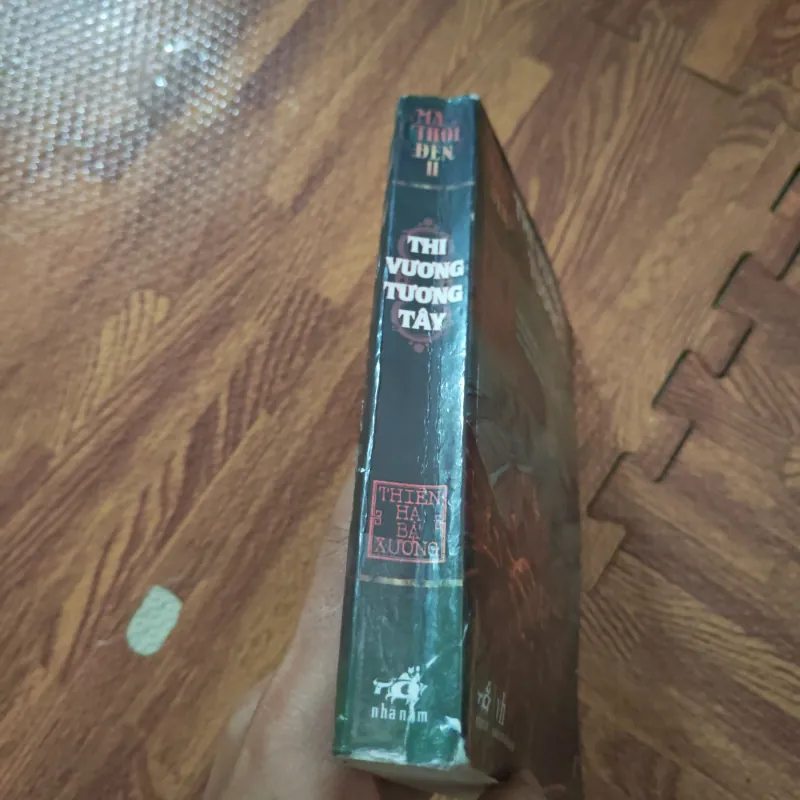 MA
THỔI
ĐÈN
II
THI
VƯƠNG
TƯƠNG
TÂY
THIÊN
HẠ
BÁ
XƯỚNG
nhã nam